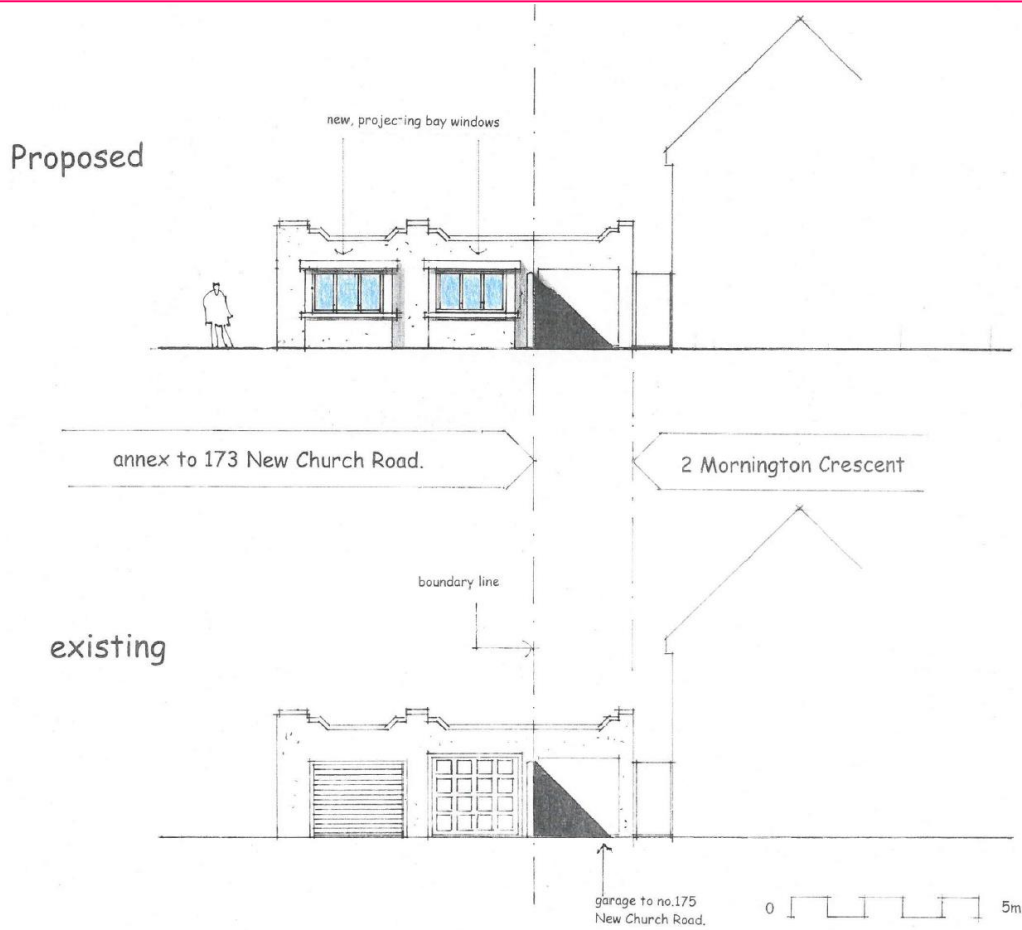 new, projecting bay windows
Proposed
annex to 173 New Church Road.
2 Mornington Crescent
boundary line
existing
garage to no.175
New Church Road.
0
5m